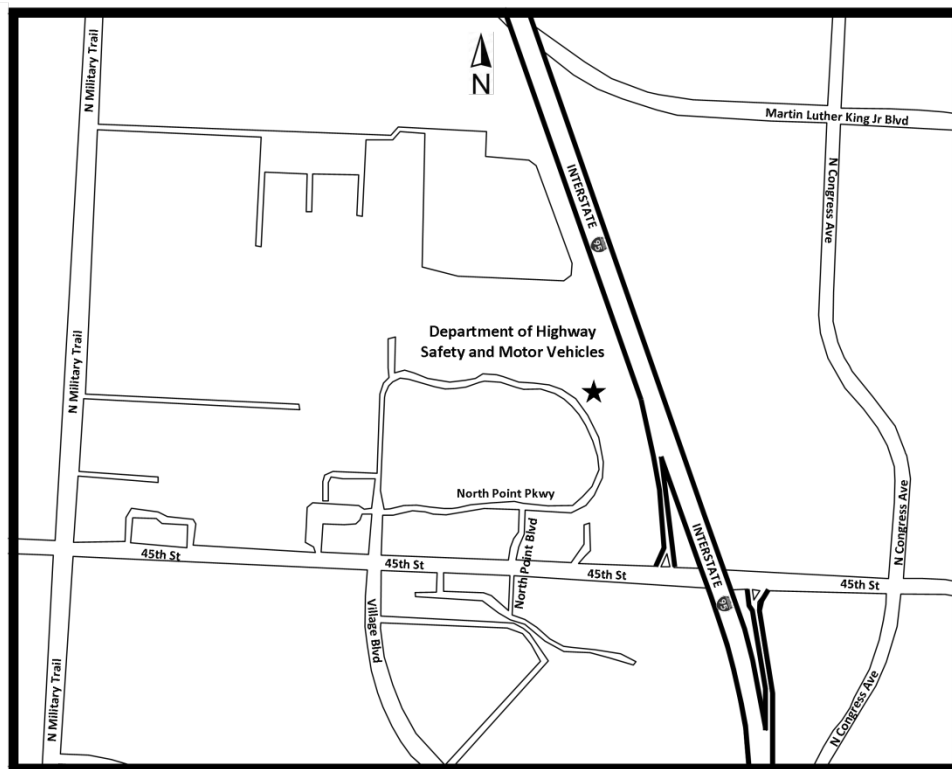 N Military Trail
N
Martin Luther King Jr Blvd
INTERSTATE
95
N Congress Ave
Department of Highway
Safety and Motor Vehicles
N Military Trail
North Point Pkwy
N Congress Ave
North Point Blvd
INTERSTATE
95
45th St
45th St
45th St
45th St
Village Blvd
N Military Trail
N Congress Ave